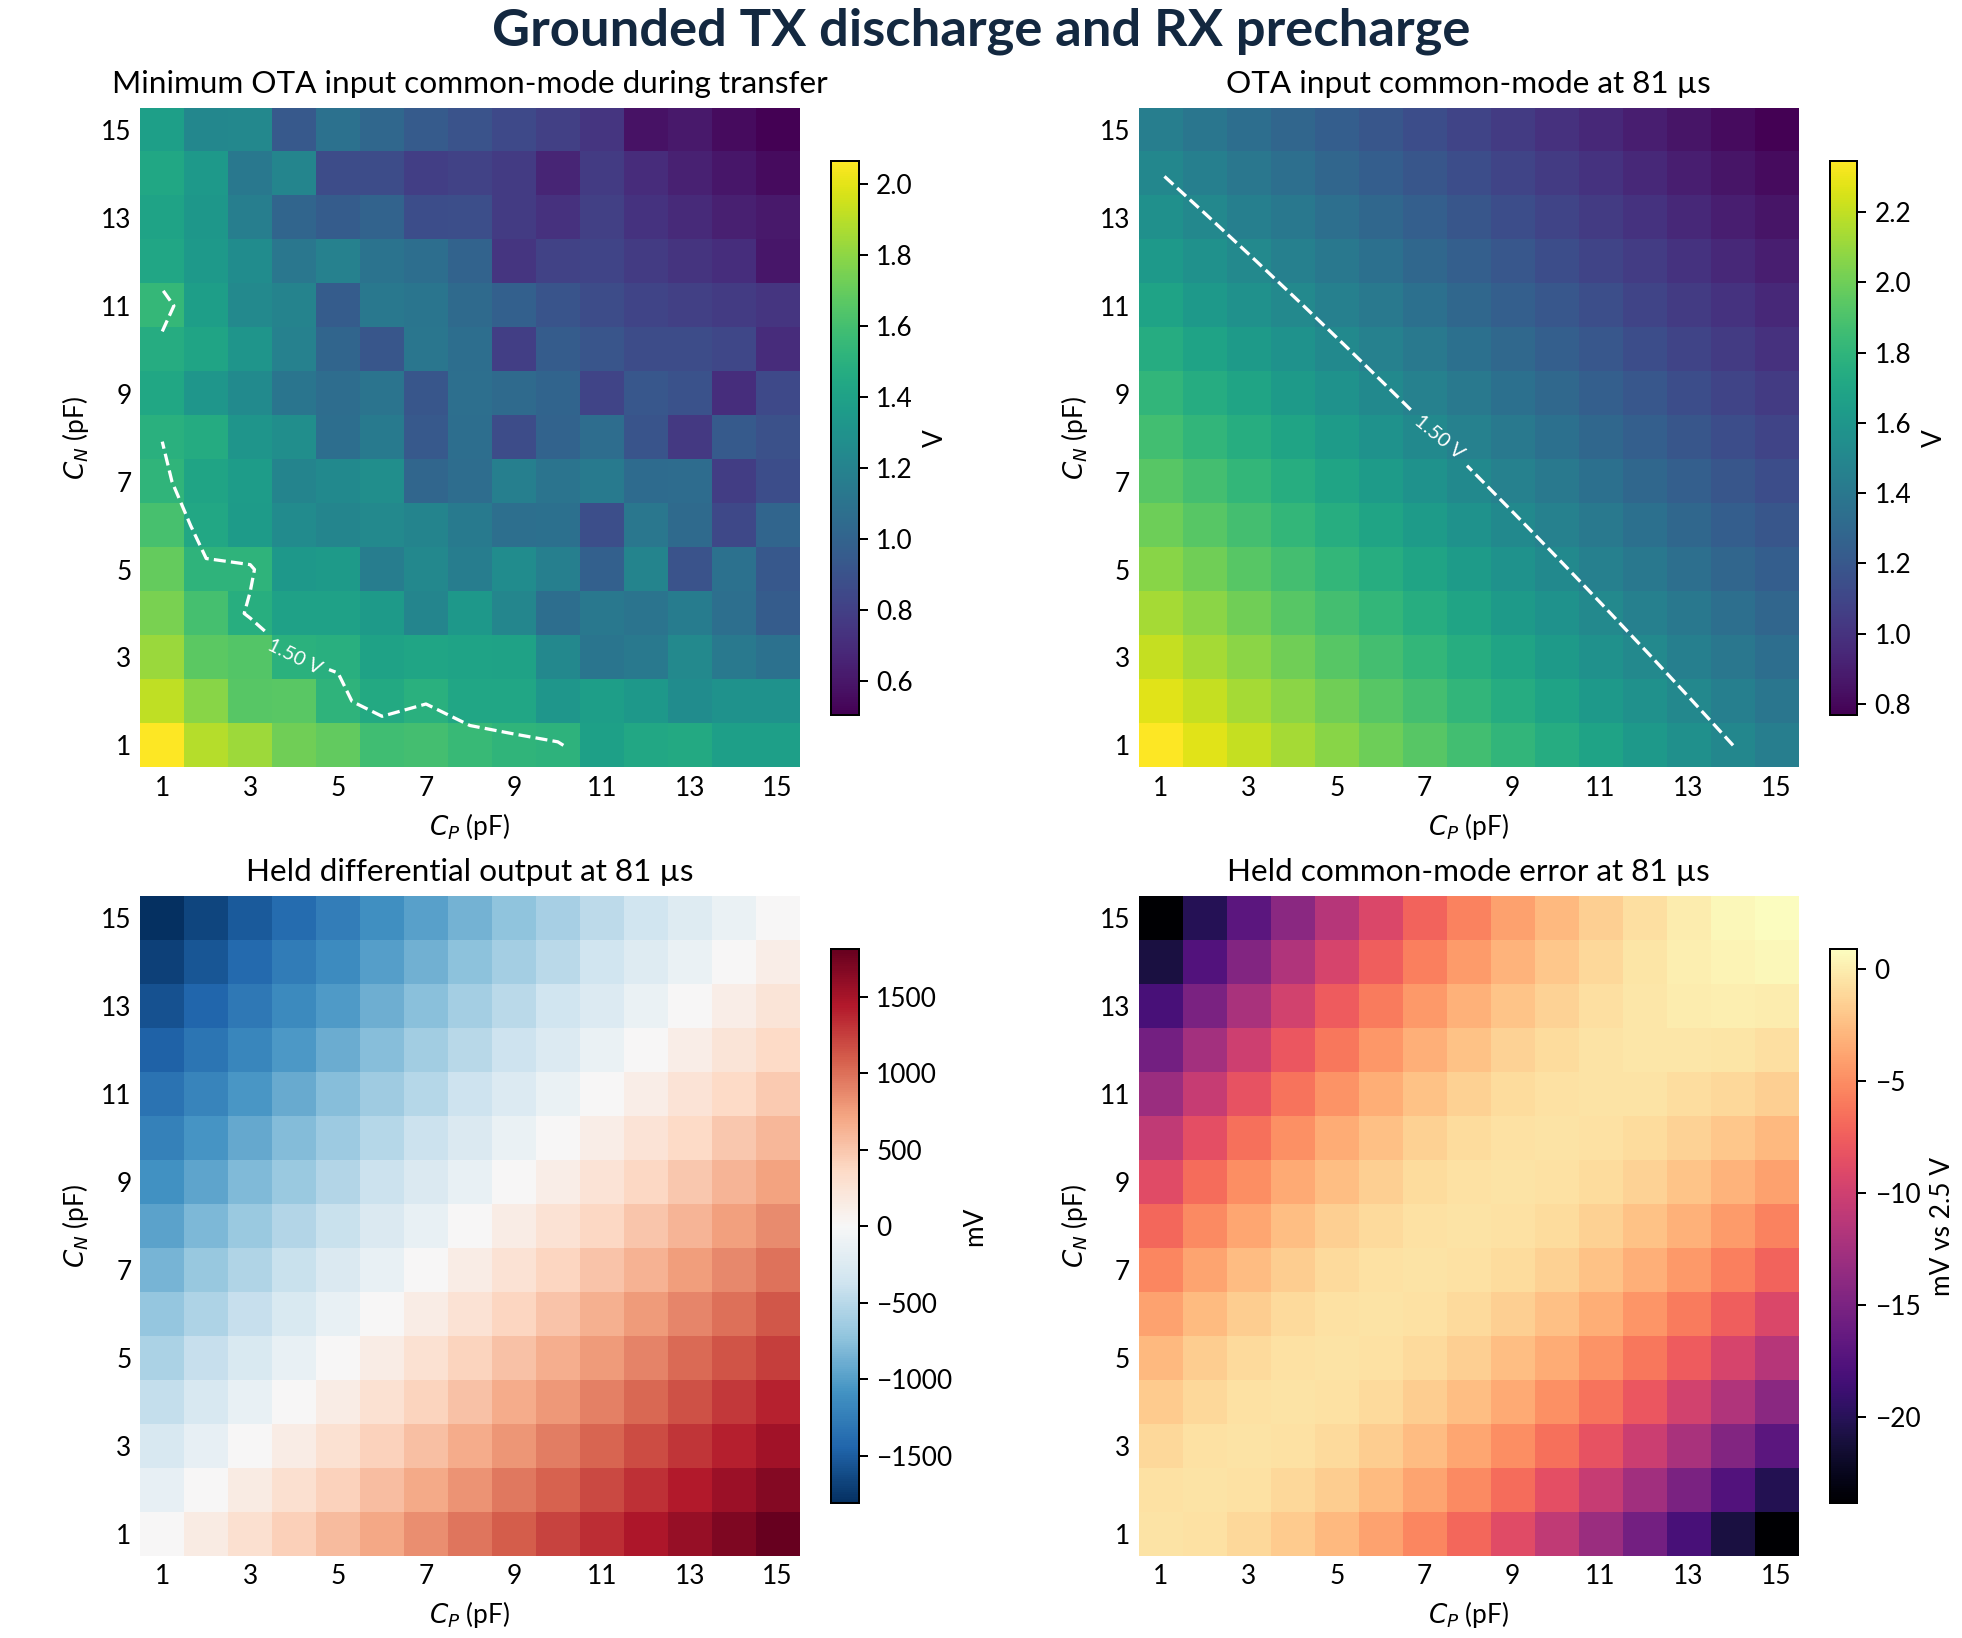 Grounded TX discharge and RX precharge
Minimum OTA input common-mode during transfer
15
13
11
9
7
5
3
1
C_N (pF)
1.50 V
1 3 5 7 9 11 13 15
C_P (pF)
2.0
1.8
1.6
1.4
1.2
1.0
0.8
0.6
V
OTA input common-mode at 81 µs
15
13
11
9
7
5
3
1
C_N (pF)
1.50 V
1 3 5 7 9 11 13 15
C_P (pF)
2.2
2.0
1.8
1.6
1.4
1.2
1.0
0.8
V
Held differential output at 81 µs
15
13
11
9
7
5
3
1
C_N (pF)
1 3 5 7 9 11 13 15
C_P (pF)
1500
1000
500
0
−500
−1000
−1500
mV
Held common-mode error at 81 µs
15
13
11
9
7
5
3
1
C_N (pF)
1 3 5 7 9 11 13 15
C_P (pF)
0
−5
−10
−15
−20
mV vs 2.5 V